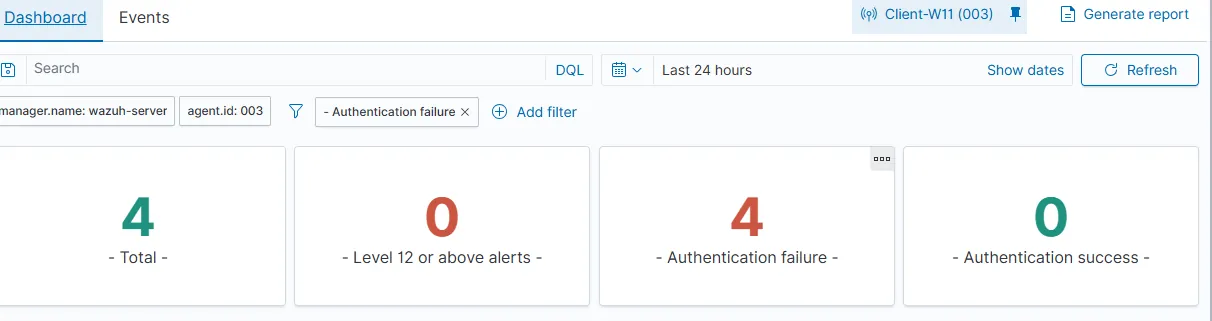 Dashboard Events Client-W11 (003) Generate report
Search DQL Last 24 hours Show dates Refresh
manager.name: wazuh-server agent.id: 003 - Authentication failure × Add filter
4 0 4 0
- Total - - Level 12 or above alerts - - Authentication failure - - Authentication success -